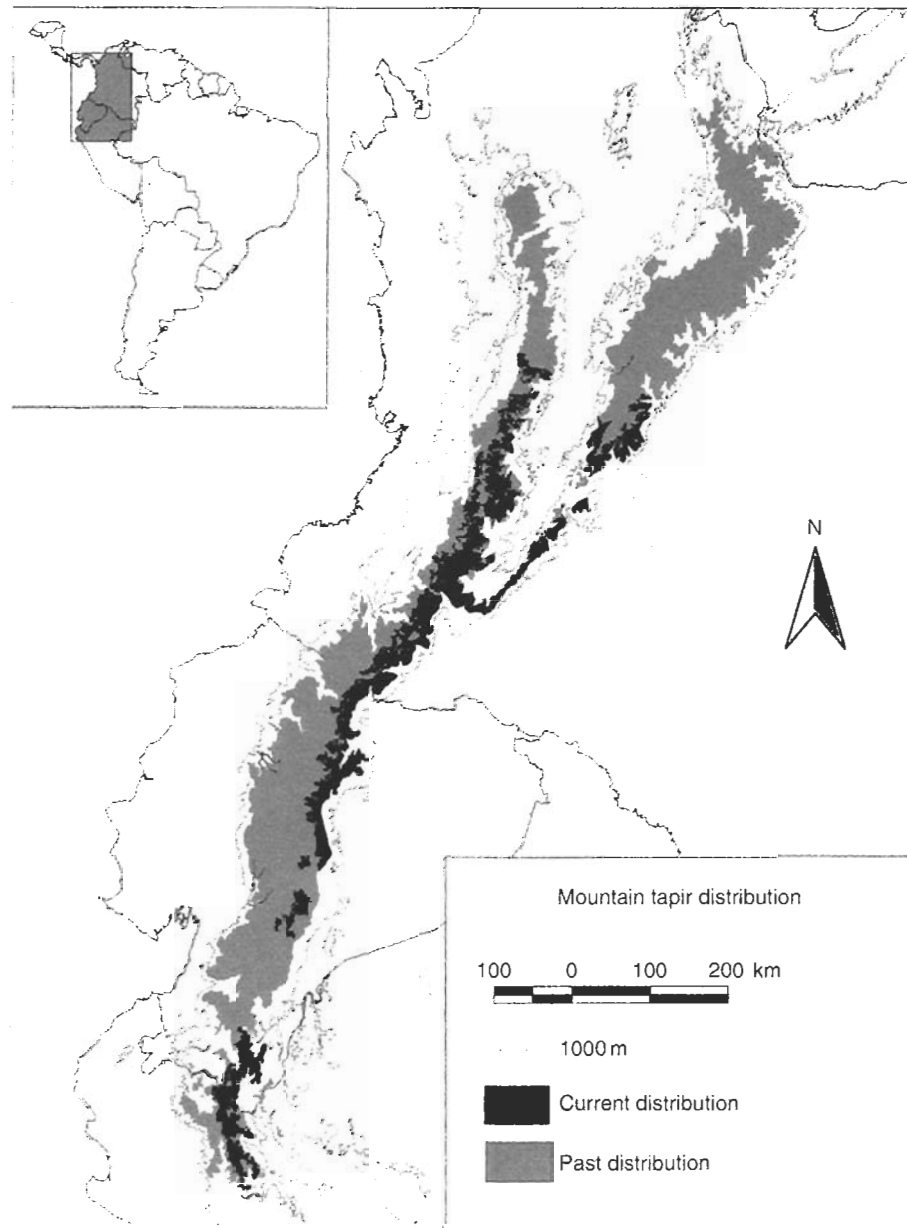 N
Mountain tapir distribution
100 0 100 200 km
1000 m
Current distribution
Past distribution